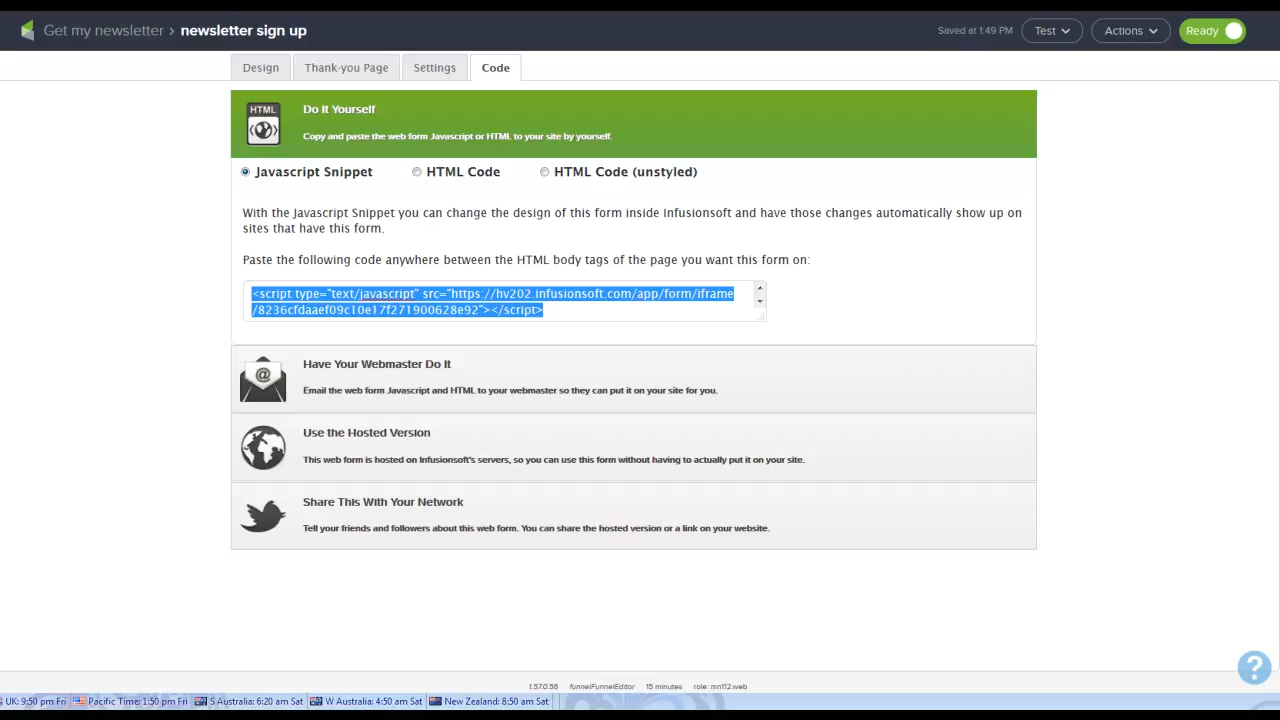 Get my newsletter › newsletter sign up
Saved at 1:49 PM
Test
Actions
Ready
Design
Thank-you Page
Settings
Code
HTML
Do It Yourself
Copy and paste the web form Javascript or HTML to your site by yourself.
Javascript Snippet
HTML Code
HTML Code (unstyled)
With the Javascript Snippet you can change the design of this form inside Infusionsoft and have those changes automatically show up on
sites that have this form.
Paste the following code anywhere between the HTML body tags of the page you want this form on:
<script type="text/javascript" src="https://hv202.infusionsoft.com/app/form/iframe
/8236cfdaaef09c10e17f271900628e92"></script>
Have Your Webmaster Do It
Email the web form Javascript and HTML to your webmaster so they can put it on your site for you.
Use the Hosted Version
This web form is hosted on Infusionsoft's servers, so you can use this form without having to actually put it on your site.
Share This With Your Network
Tell your friends and followers about this web form. You can share the hosted version or a link on your website.
?
1.57.0.56 funnelFunnelEditor 15 minutes role: mn112.web
UK: 9:50 pm Fri Pacific Time: 1:50 pm Fri S Australia: 6:20 am Sat W Australia: 4:50 am Sat New Zealand: 8:50 am Sat